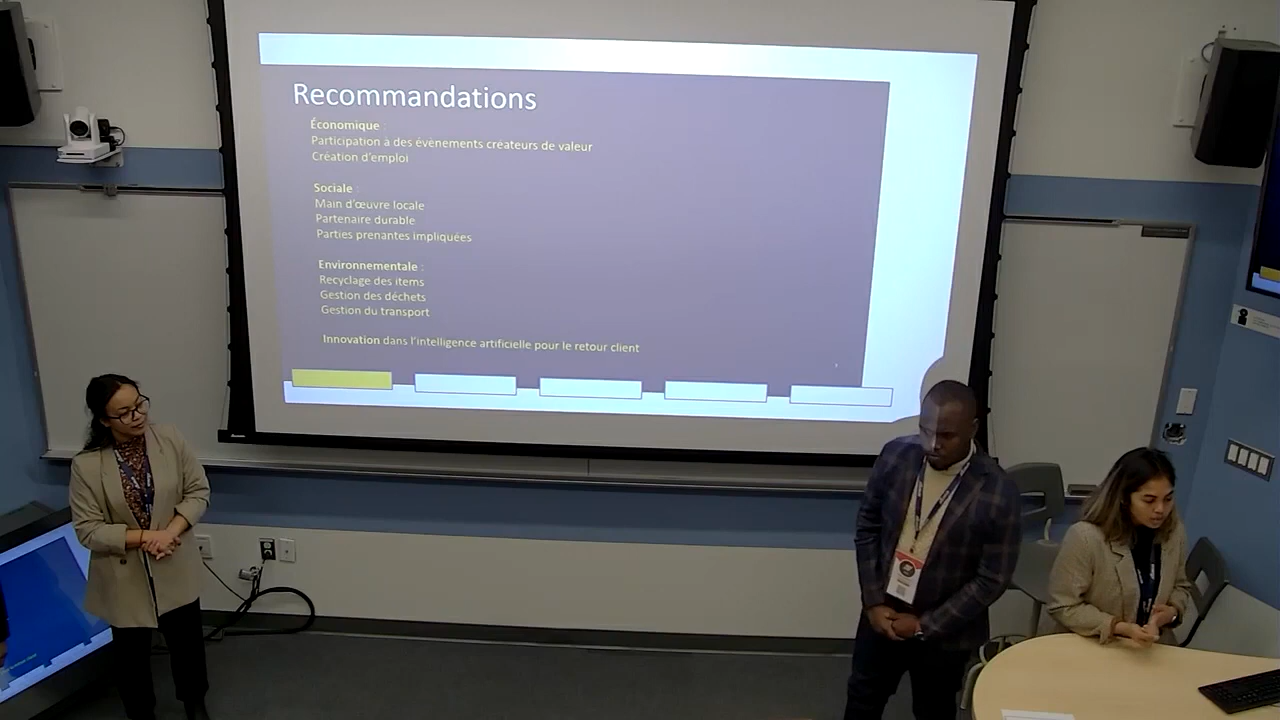 Recommandations
Économique :
Participation à des évènements créateurs de valeur
Création d'emploi
Sociale :
Main d'œuvre locale
Partenaire durable
Parties prenantes impliquées
Environnementale :
Recyclage des items
Gestion des déchets
Gestion du transport
Innovation dans l'intelligence artificielle pour le retour client